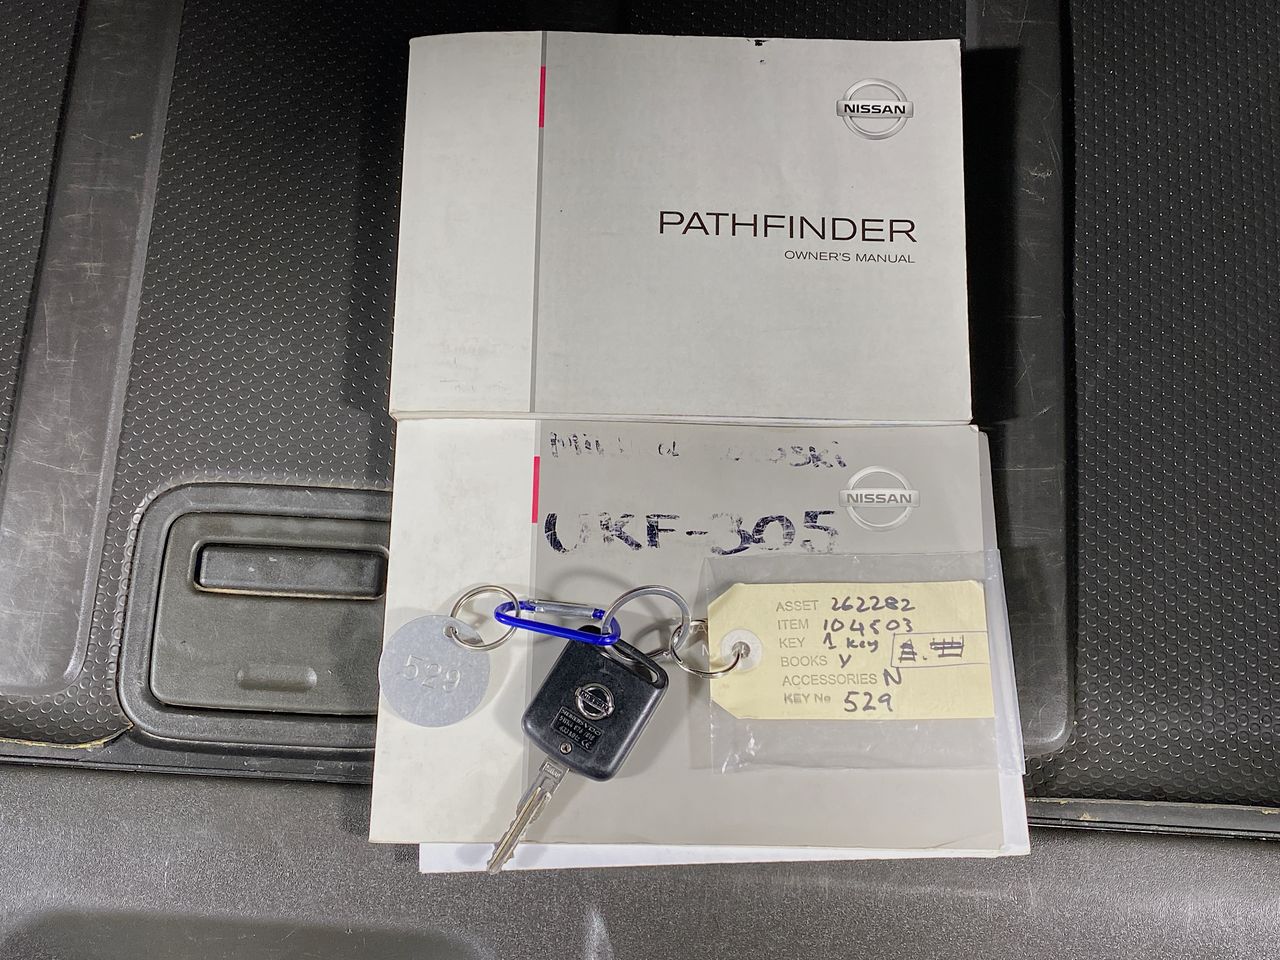 NISSAN
PATHFINDER
OWNER'S MANUAL
NISSAN
UKF-305
ASSET 262282
ITEM 104503
KEY 1 key
BOOKS Y
ACCESSORIES N
KEY No 529
529
NISSAN